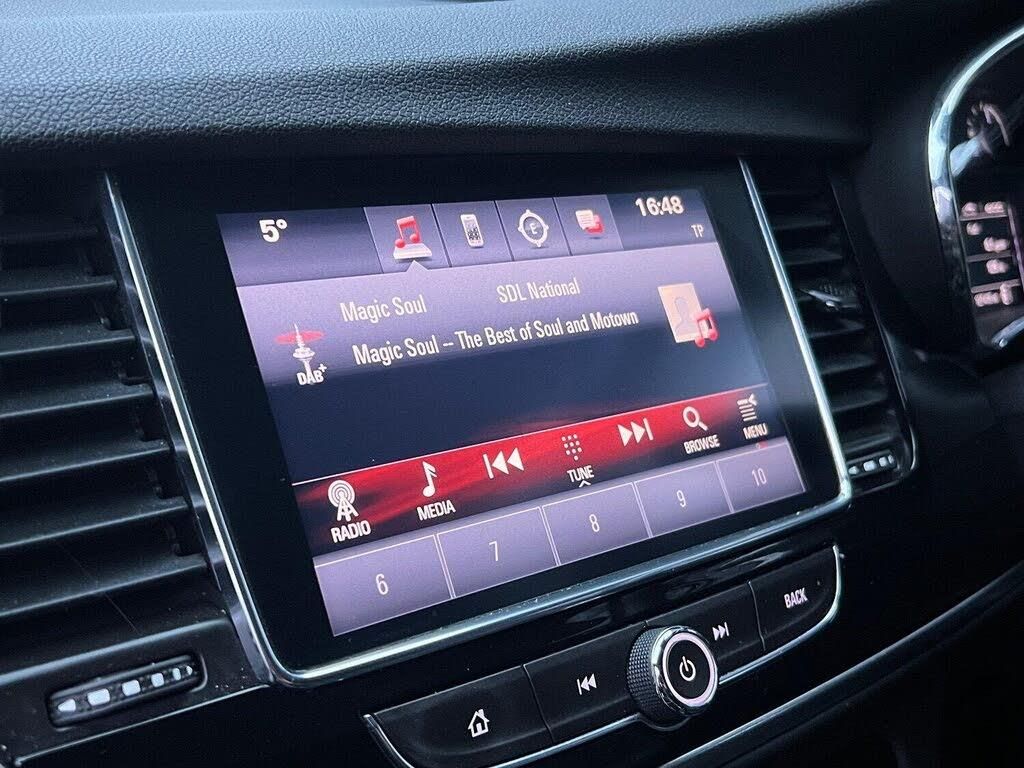 5° 16:48
TP
Magic Soul SDL National
Magic Soul -- The Best of Soul and Motown
DAB+
RADIO MEDIA TUNE BROWSE MENU
6 7 8 9 10
BACK